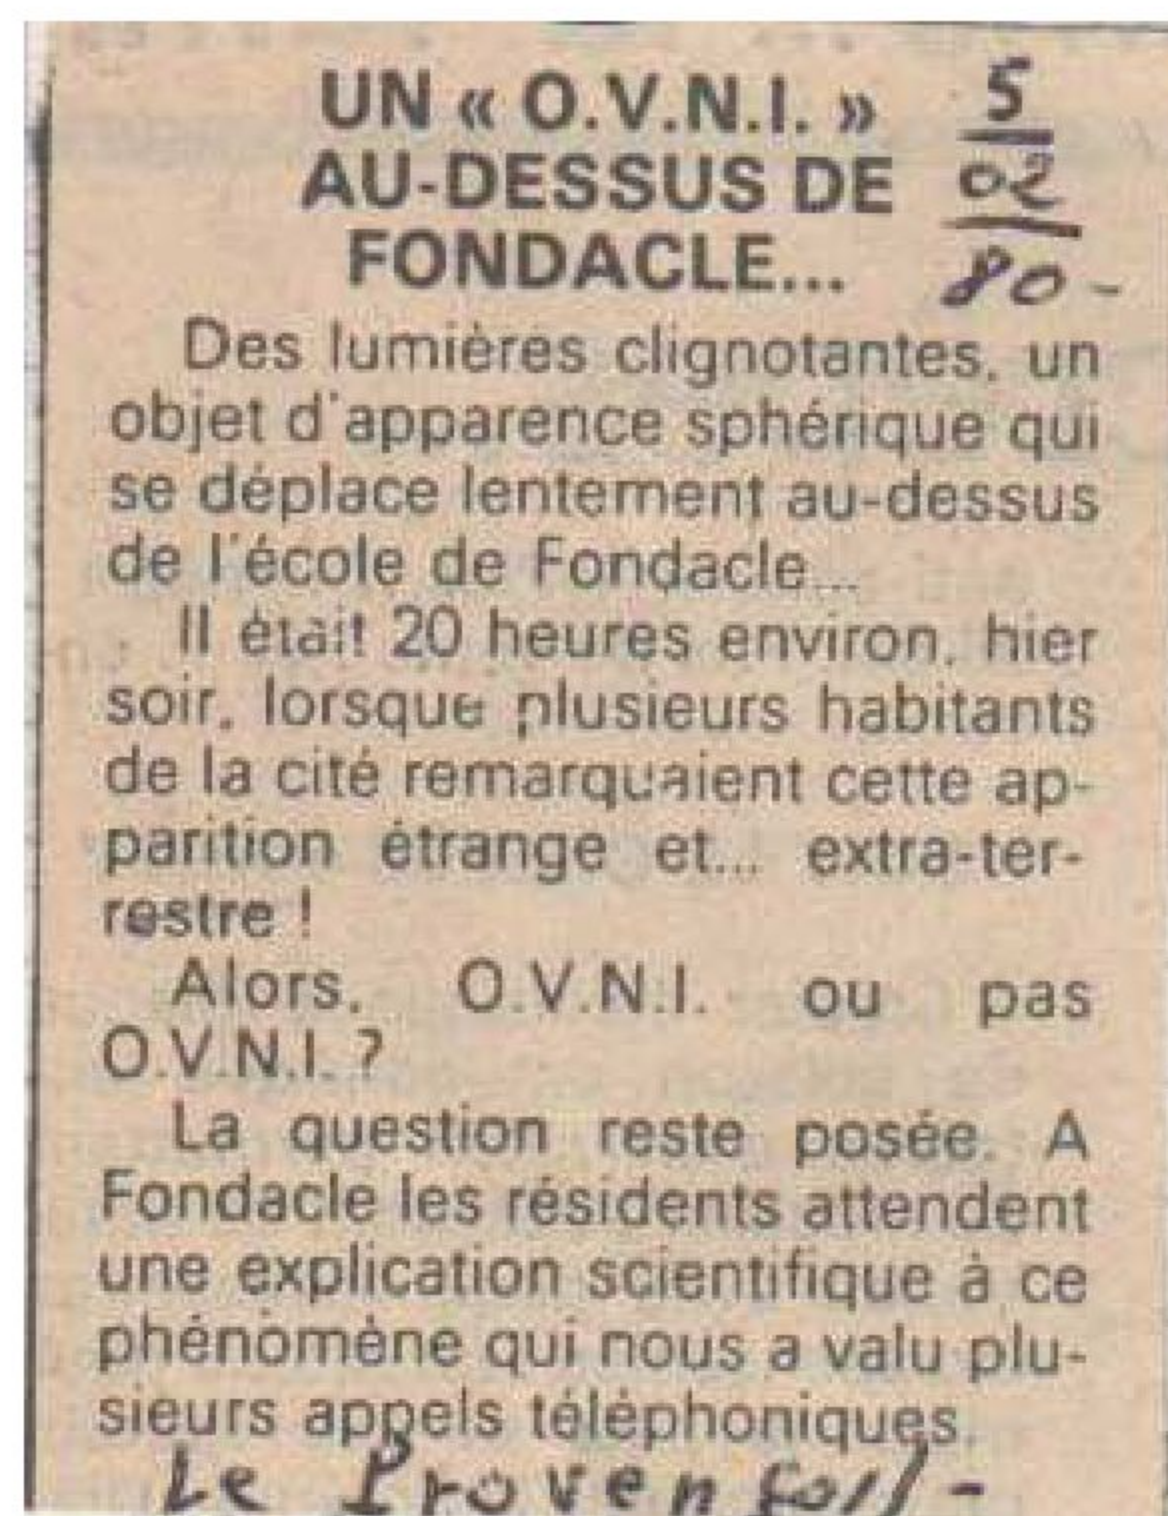 UN « O.V.N.I. »
AU-DESSUS DE
FONDACLE...
5
02
80-
Des lumières clignotantes, un
objet d'apparence sphérique qui
se déplace lentement au-dessus
de l'école de Fondacle...
Il était 20 heures environ, hier
soir, lorsque plusieurs habitants
de la cité remarquaient cette ap-
parition étrange et... extra-ter-
restre !
Alors, O.V.N.I. ou pas
O.V.N.I. ?
La question reste posée. A
Fondacle les résidents attendent
une explication scientifique à ce
phénomène qui nous a valu plu-
sieurs appels téléphoniques.
Le Provençal -